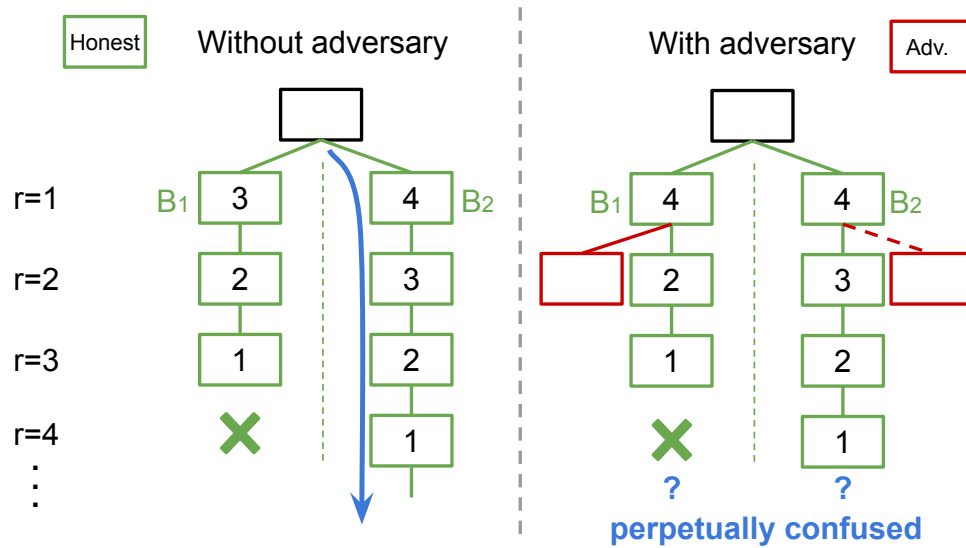 Honest
Without adversary
With adversary
Adv.
r=1
B1
3
4
B2
B1
4
4
B2
r=2
2
3
2
3
r=3
1
2
1
2
r=4
1
1
?
?
perpetually confused